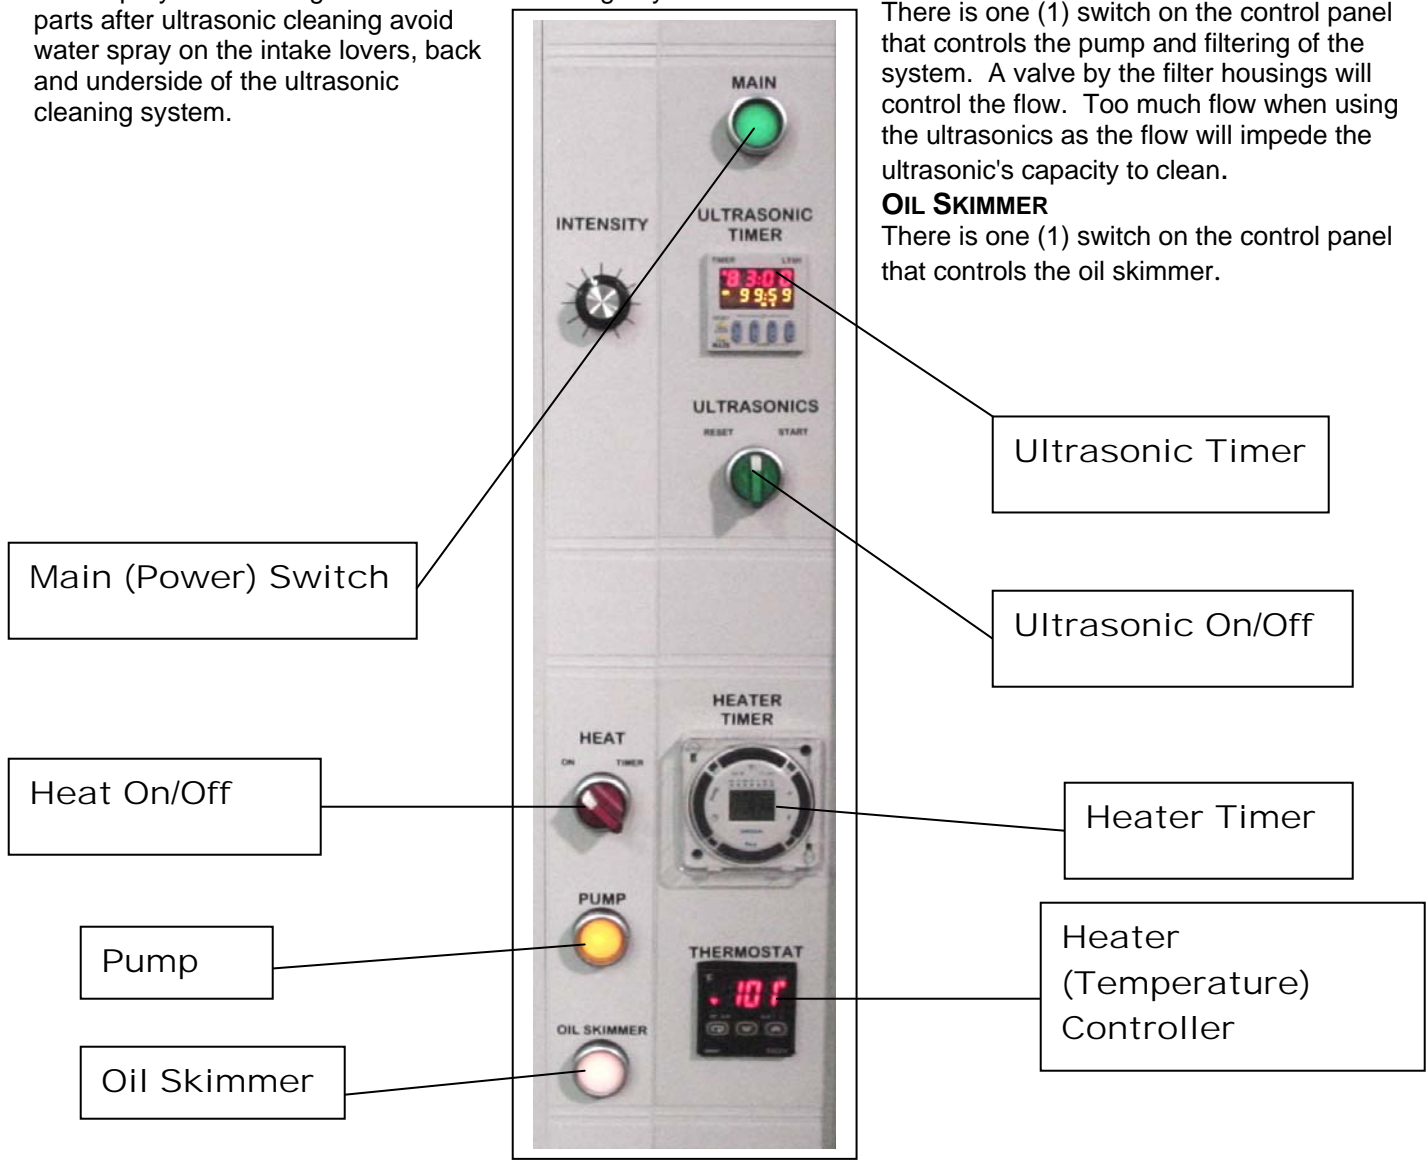 parts after ultrasonic cleaning avoid
water spray on the intake lovers, back
and underside of the ultrasonic
cleaning system.
There is one (1) switch on the control panel
that controls the pump and filtering of the
system. A valve by the filter housings will
control the flow. Too much flow when using
the ultrasonics as the flow will impede the
ultrasonic's capacity to clean.
OIL SKIMMER
There is one (1) switch on the control panel
that controls the oil skimmer.
MAIN
INTENSITY
ULTRASONIC
TIMER
TIMER
99:59
ULTRASONICS
RESET START
Ultrasonic Timer
Main (Power) Switch
Ultrasonic On/Off
HEATER
TIMER
HEAT
ON TIMER
Heat On/Off
Heater Timer
PUMP
Pump
THERMOSTAT
101
Heater
(Temperature)
Controller
OIL SKIMMER
Oil Skimmer